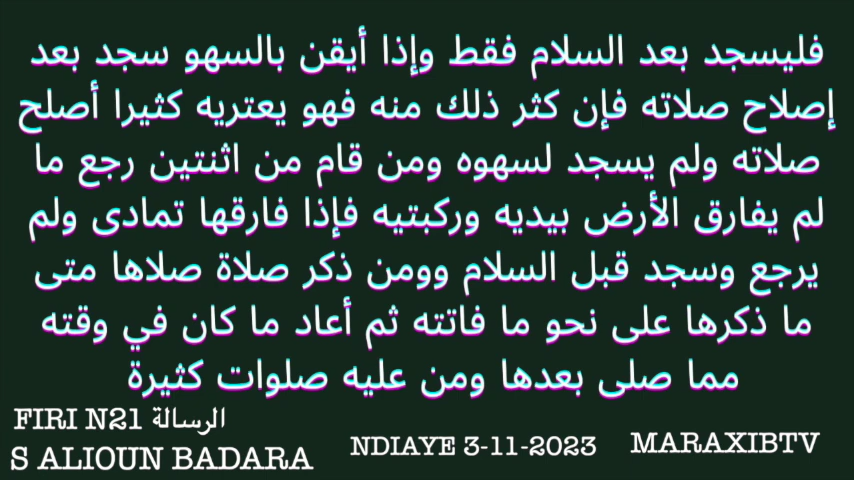 فليسجد بعد السلام فقط وإذا أيقن بالسهو سجد بعد
إصلاح صلاته فإن كثر ذلك منه فهو يعتريه كثيرا أصلح
صلاته ولم يسجد لسهوه ومن قام من اثنتين رجع ما
لم يفارق الأرض بيديه وركبتيه فإذا فارقها تمادى ولم
يرجع وسجد قبل السلام وومن ذكر صلاة صلاها متى
ما ذكرها على نحو ما فاتته ثم أعاد ما كان في وقته
مما صلى بعدها ومن عليه صلوات كثيرة
FIRI N21 الرسالة
S ALIOUN BADARA NDIAYE 3-11-2023 MARAXIBTV